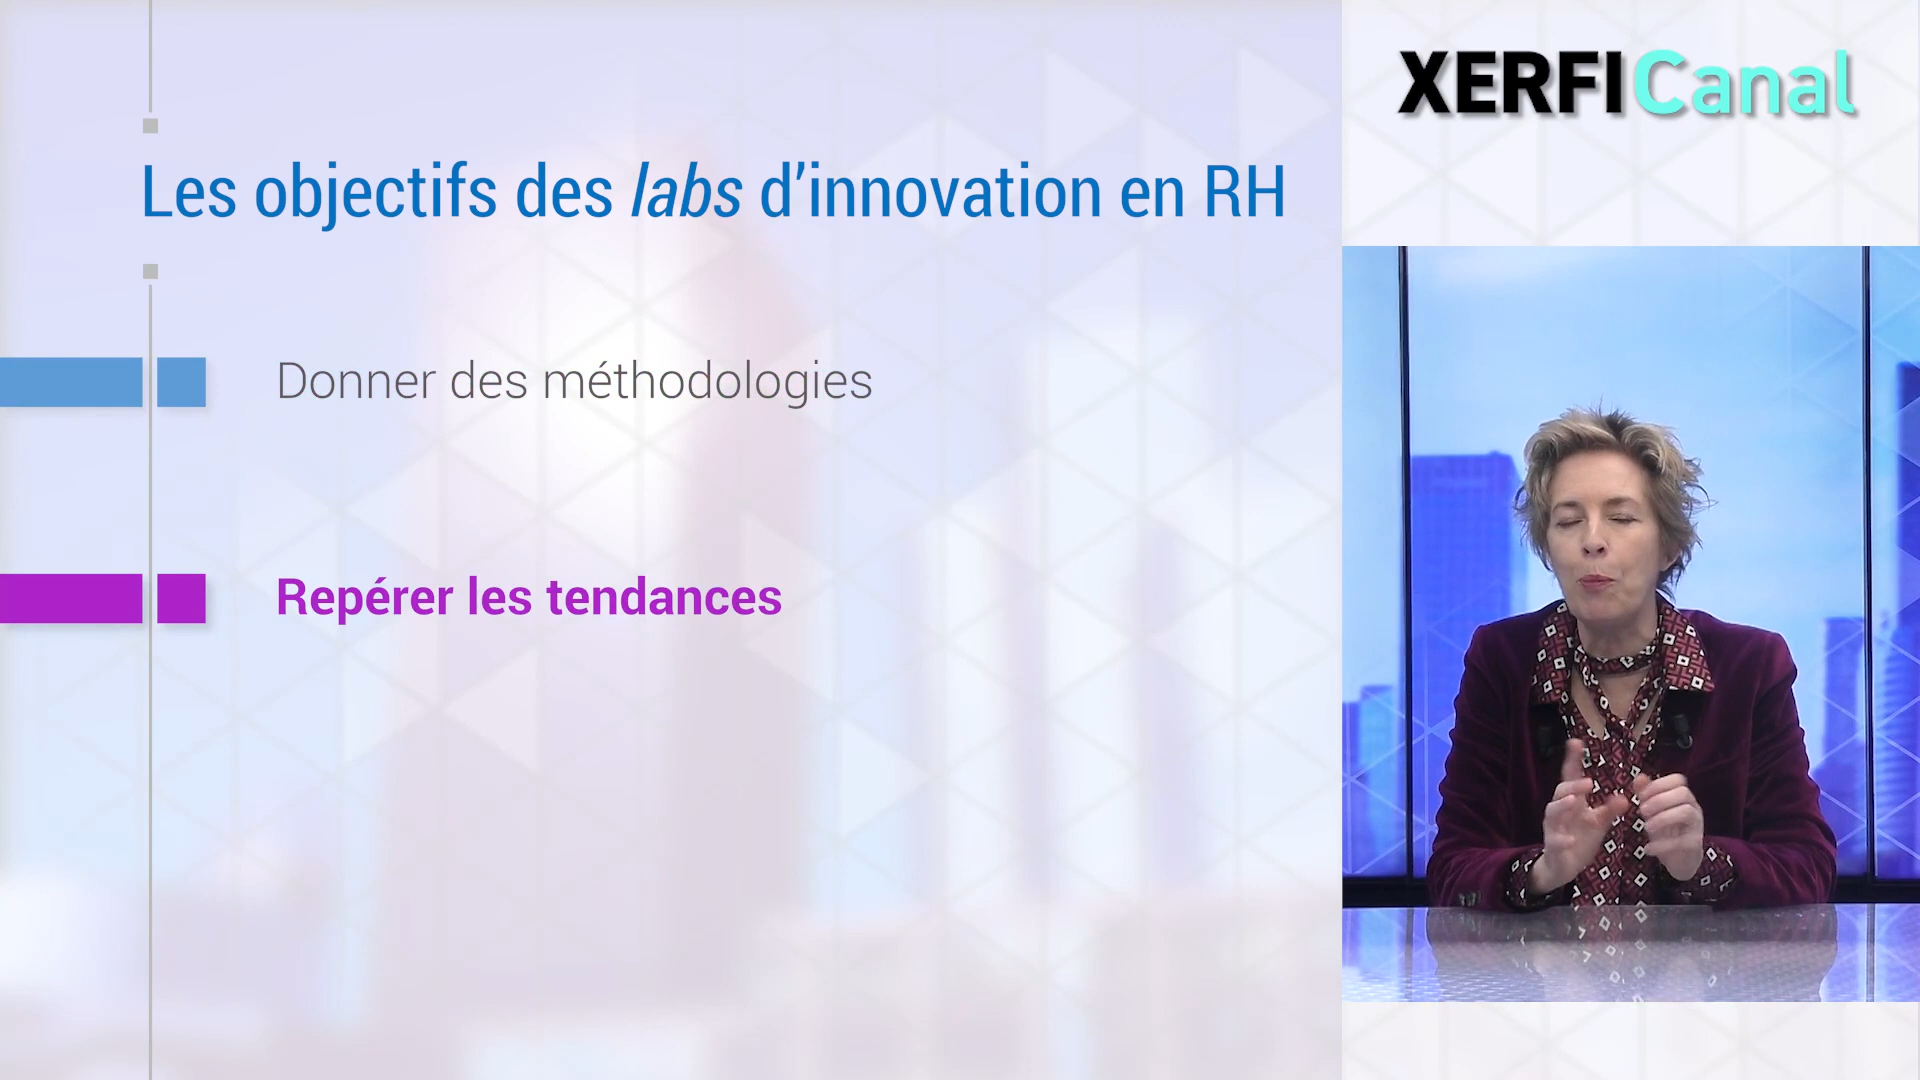 XERFI Canal
Les objectifs des labs d’innovation en RH
Donner des méthodologies
Repérer les tendances